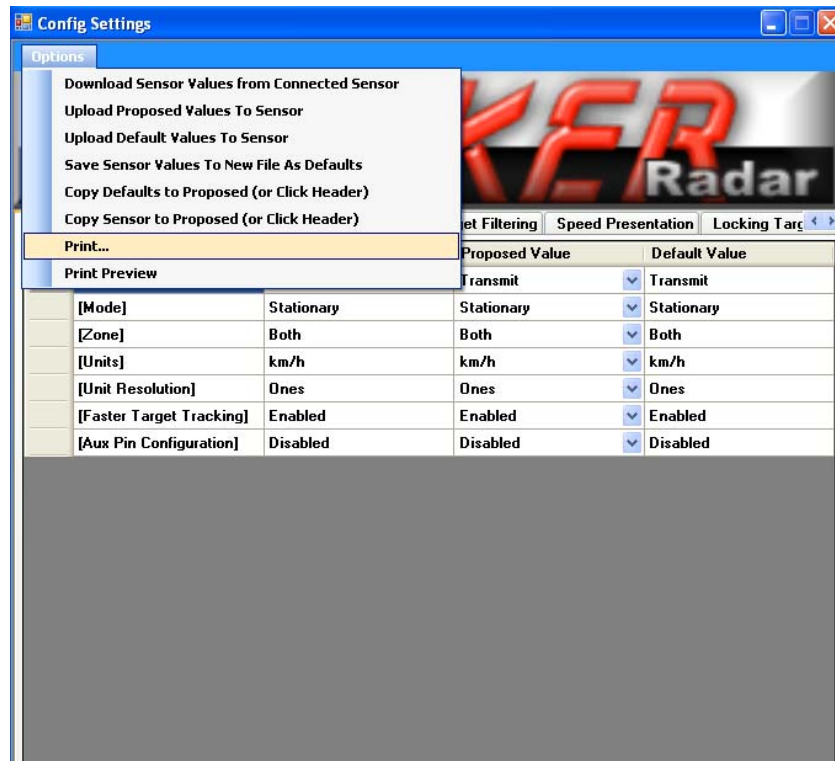 Config Settings
Options
Download Sensor Values from Connected Sensor
Upload Proposed Values To Sensor
Upload Default Values To Sensor
Save Sensor Values To New File As Defaults
Copy Defaults to Proposed (or Click Header)
Copy Sensor to Proposed (or Click Header)
Print...
Print Preview
KER
Radar
Filtering Speed Presentation Locking
Proposed Value Default Value
Transmit Transmit
[Mode] Stationary Stationary Stationary
[Zone] Both Both Both
[Units] km/h km/h km/h
[Unit Resolution] Ones Ones Ones
[Faster Target Tracking] Enabled Enabled Enabled
[Aux Pin Configuration] Disabled Disabled Disabled